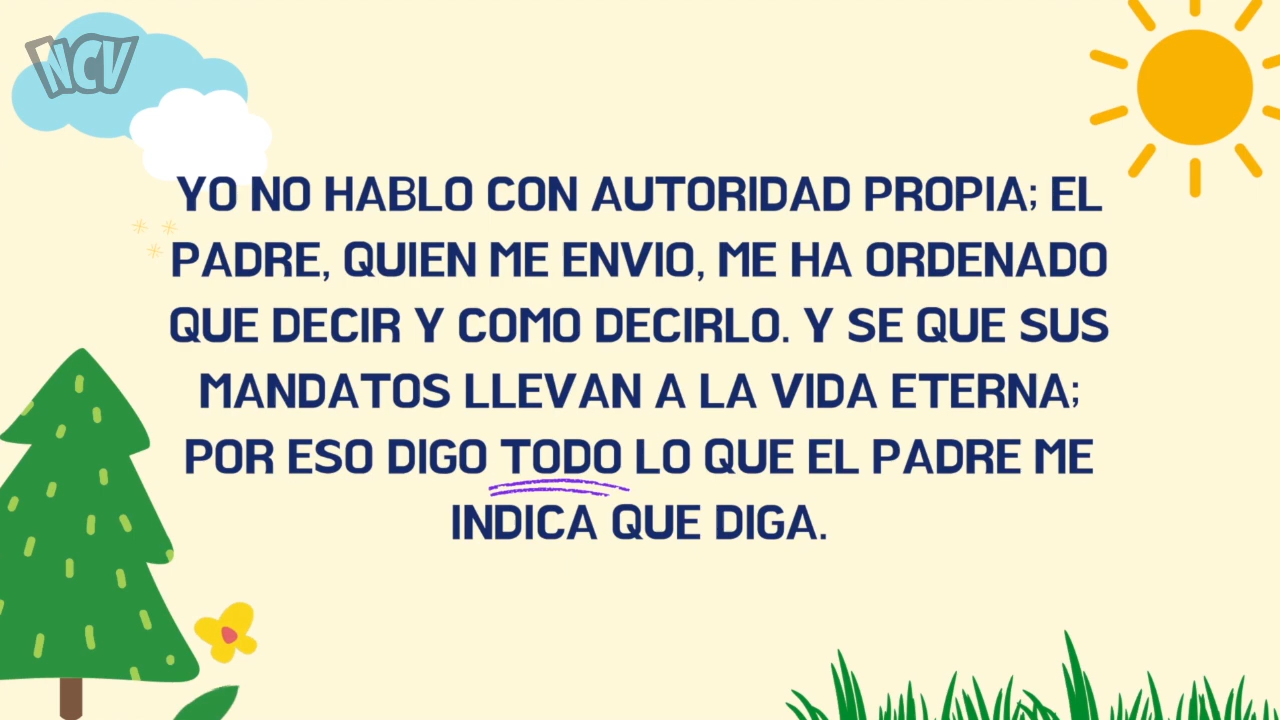 NCV
YO NO HABLO CON AUTORIDAD PROPIA; EL
PADRE, QUIEN ME ENVIO, ME HA ORDENADO
QUE DECIR Y COMO DECIRLO. Y SE QUE SUS
MANDATOS LLEVAN A LA VIDA ETERNA;
POR ESO DIGO TODO LO QUE EL PADRE ME
INDICA QUE DIGA.